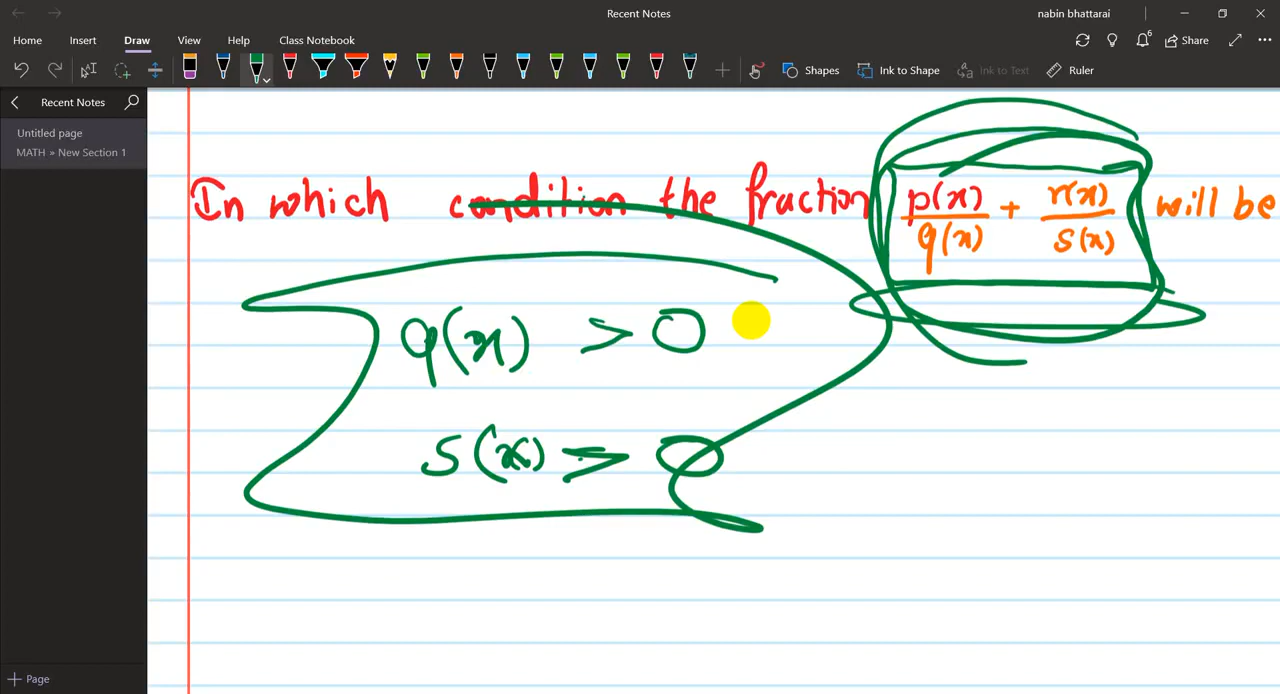 Recent Notes
nabin bhattarai
Home Insert Draw View Help Class Notebook
6 Share
Shapes Ink to Shape Ink to Text Ruler
Recent Notes
Untitled page
MATH » New Section 1
In which condition the fraction p(x)/q(x) + r(x)/s(x) will be
q(x) > 0
s(x) > 0
Page